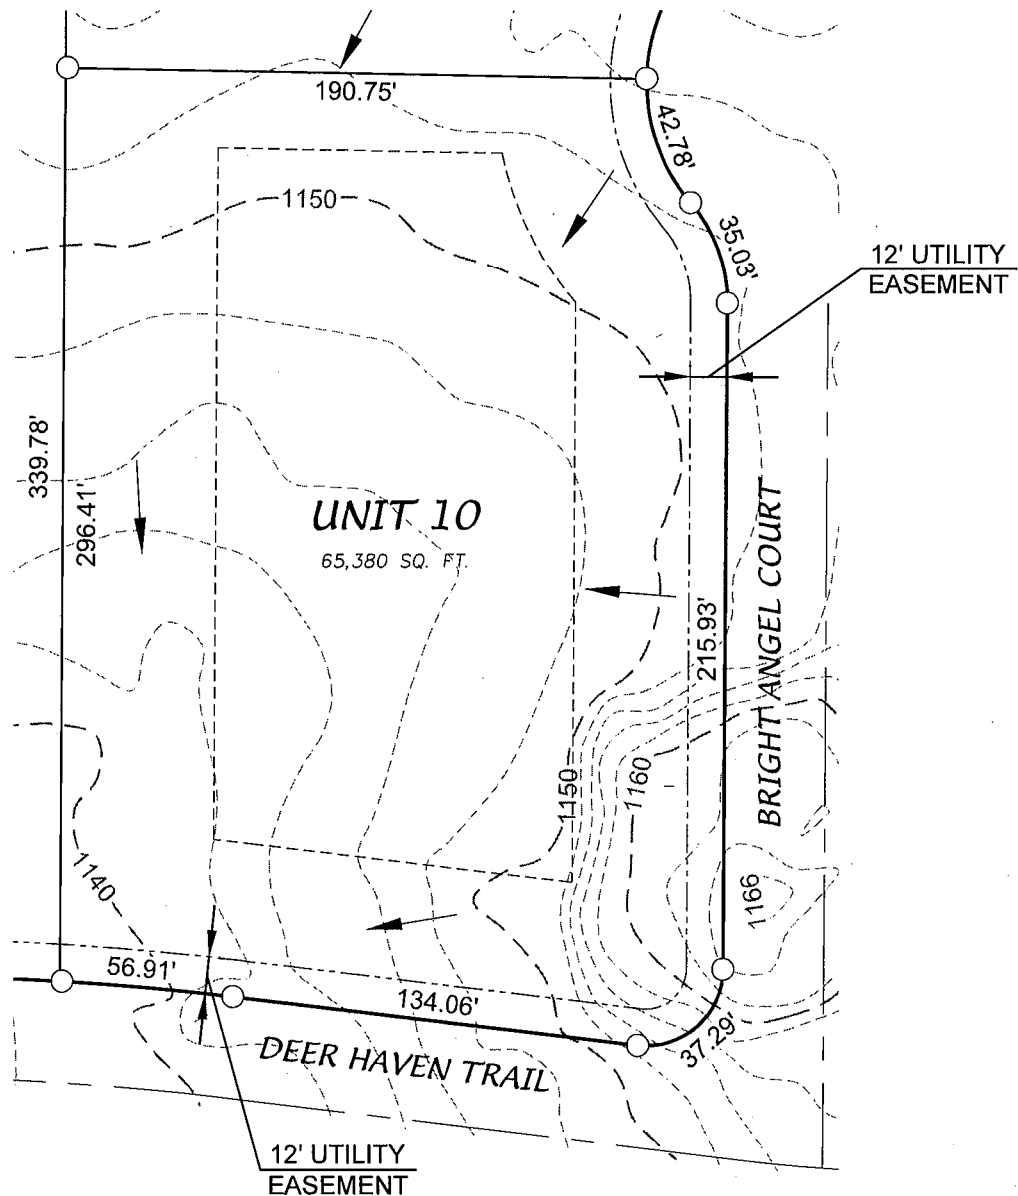 190.75'
42.78'
1150
35.03'
12' UTILITY
EASEMENT
339.78'
296.41'
UNIT 10
65,380 SQ. FT.
215.93'
BRIGHT ANGEL COURT
1150
1160
1140
1166
56.91'
134.06'
37.29'
DEER HAVEN TRAIL
12' UTILITY
EASEMENT